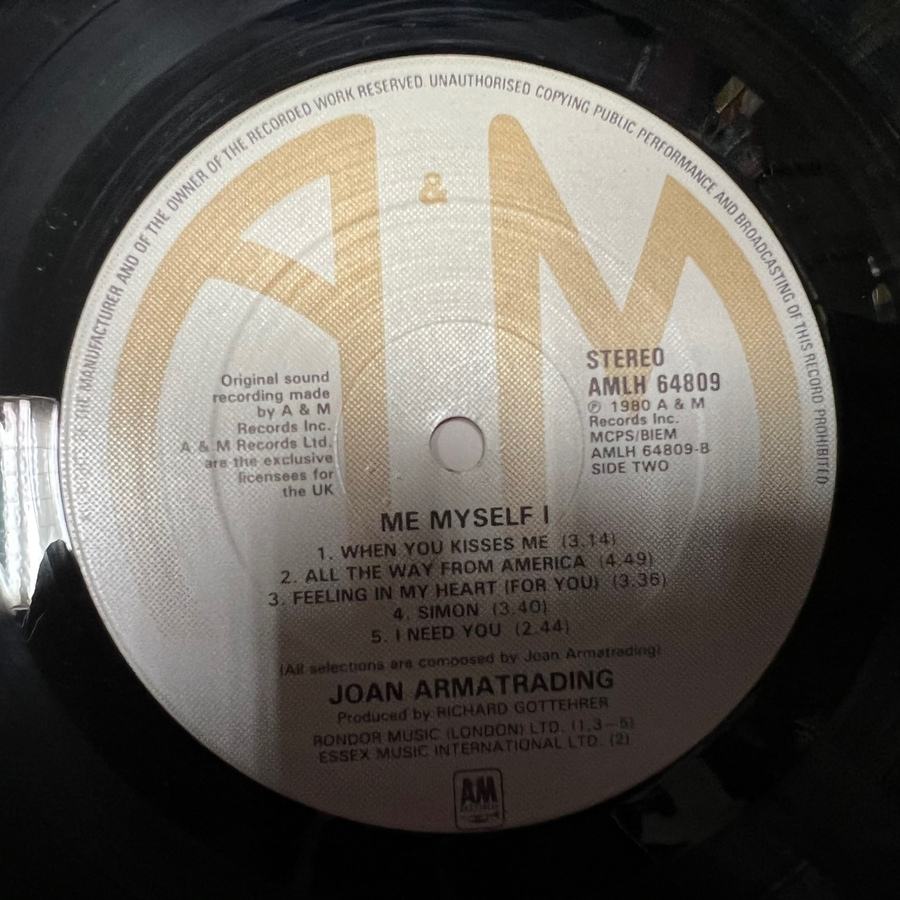 THE MANUFACTURER AND OF THE OWNER OF THE RECORDED WORK RESERVED. UNAUTHORISED COPYING PUBLIC PERFORMANCE AND BROADCASTING OF THIS RECORD PROHIBITED
A & M
Original sound
recording made
by A & M
Records Inc.
A & M Records Ltd.
are the exclusive
licensees for
the UK
STEREO
AMLH 64809
℗ 1980 A & M
Records Inc.
MCPS/BIEM
AMLH 64809-B
SIDE TWO
ME MYSELF I
1. WHEN YOU KISSES ME (3.14)
2. ALL THE WAY FROM AMERICA (4.49)
3. FEELING IN MY HEART (FOR YOU) (3.36)
4. SIMON (3.40)
5. I NEED YOU (2.44)
(All selections are composed by Joan Armatrading)
JOAN ARMATRADING
Produced by RICHARD GOTTEHRER
RONDOR MUSIC (LONDON) LTD. (1,3–5)
ESSEX MUSIC INTERNATIONAL LTD. (2)
AM